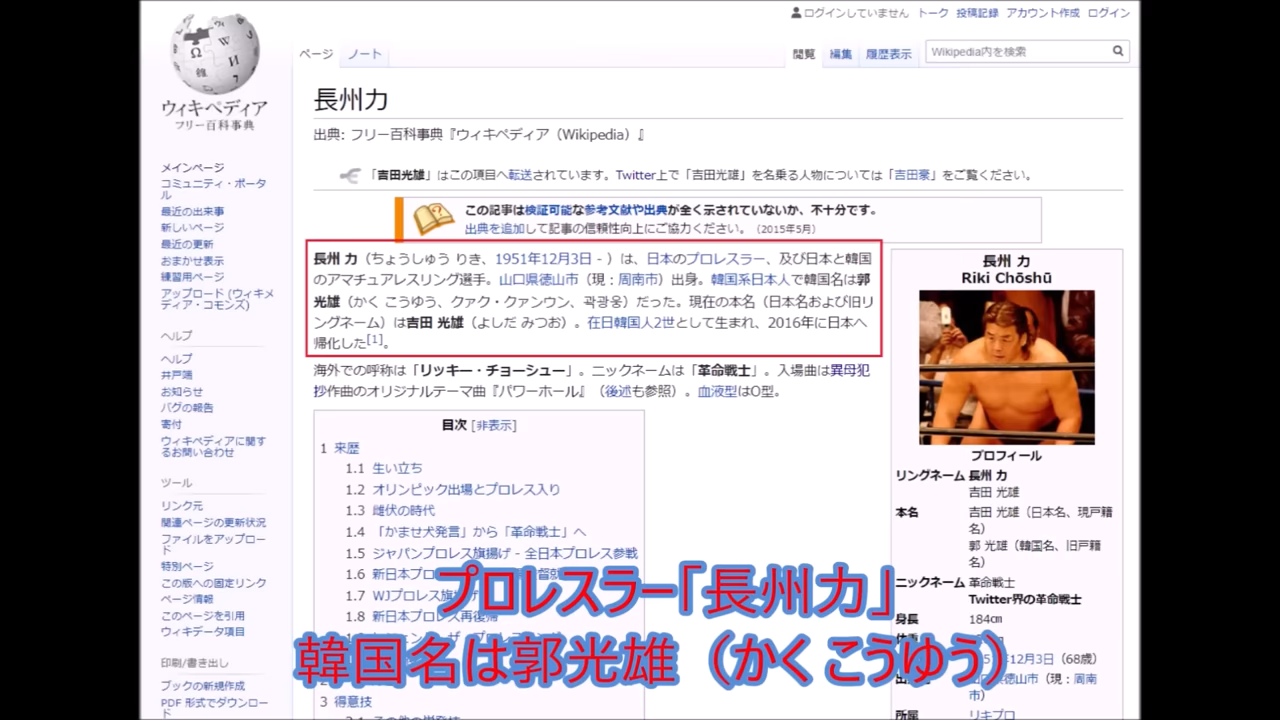 ログインしていません トーク 投稿記録 アカウント作成 ログイン
ページ ノート 閲覧 編集 履歴表示 Wikipedia内を検索
ウィキペディア
フリー百科事典
メインページ
コミュニティ・ポータ
ル
最近の出来事
新しいページ
最近の更新
おまかせ表示
練習用ページ
アップロード (ウィキメ
ディア・コモンズ)
ヘルプ
ヘルプ
井戸端
お知らせ
バグの報告
寄付
ウィキペディアに関す
るお問い合わせ
ツール
リンク元
関連ページの更新状況
ファイルをアップロー
ド
特別ページ
この版への固定リンク
ページ情報
このページを引用
ウィキデータ項目
印刷/書き出し
ブックの新規作成
PDF 形式でダウンロー
ド
長州力
出典: フリー百科事典『ウィキペディア（Wikipedia）』
「吉田光雄」はこの項目へ転送されています。Twitter上で「吉田光雄」を名乗る人物については「吉田豪」をご覧ください。
この記事は検証可能な参考文献や出典が全く示されていないか、不十分です。
出典を追加して記事の信頼性向上にご協力ください。（2015年5月）
長州 力（ちょうしゅう りき、1951年12月3日 - ）は、日本のプロレスラー、及び日本と韓国
のアマチュアレスリング選手。山口県徳山市（現：周南市）出身。韓国系日本人で韓国名は郭
光雄（かく こうゆう、クァク・クァンウン、곽광웅）だった。現在の本名（日本名および旧リ
ングネーム）は吉田 光雄（よしだ みつお）。在日韓国人2世として生まれ、2016年に日本へ
帰化した[1]。
海外での呼称は「リッキー・チョーシュー」。ニックネームは「革命戦士」。入場曲は異母犯
抄作曲のオリジナルテーマ曲『パワーホール』（後述も参照）。血液型はO型。
目次 [非表示]
1 来歴
1.1 生い立ち
1.2 オリンピック出場とプロレス入り
1.3 雌伏の時代
1.4 「かませ犬発言」から「革命戦士」へ
1.5 ジャパンプロレス旗揚げ - 全日本プロレス参戦
1.6 新日本プロ
1.7 WJプロレス旗揚げ
1.8 新日本プロレス再復帰
3 得意技
長州 力
Riki Chōshū
プロフィール
リングネーム 長州 力
吉田 光雄
本名 吉田 光雄（日本名、現戸籍
名）
郭 光雄（韓国名、旧戸籍
名）
ニックネーム 革命戦士
Twitter界の革命戦士
身長 184cm
年12月3日（68歳）
徳山市（現：周南
市）
所属 リキプロ
プロレスラー「長州力」
韓国名は郭光雄（かくこうゆう）